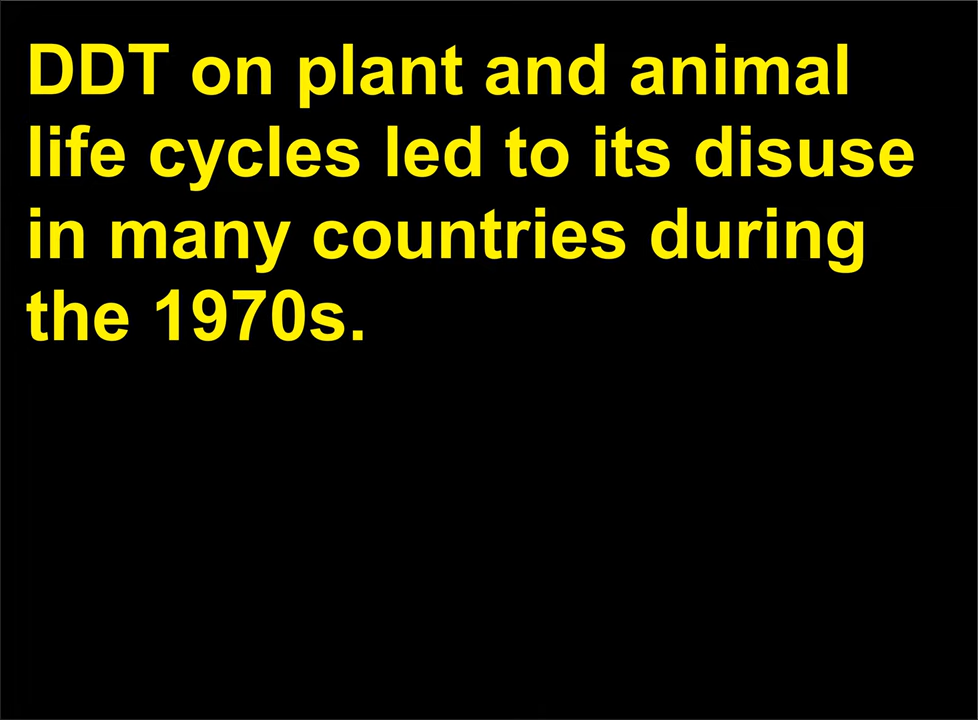 DDT on plant and animal
life cycles led to its disuse
in many countries during
the 1970s.